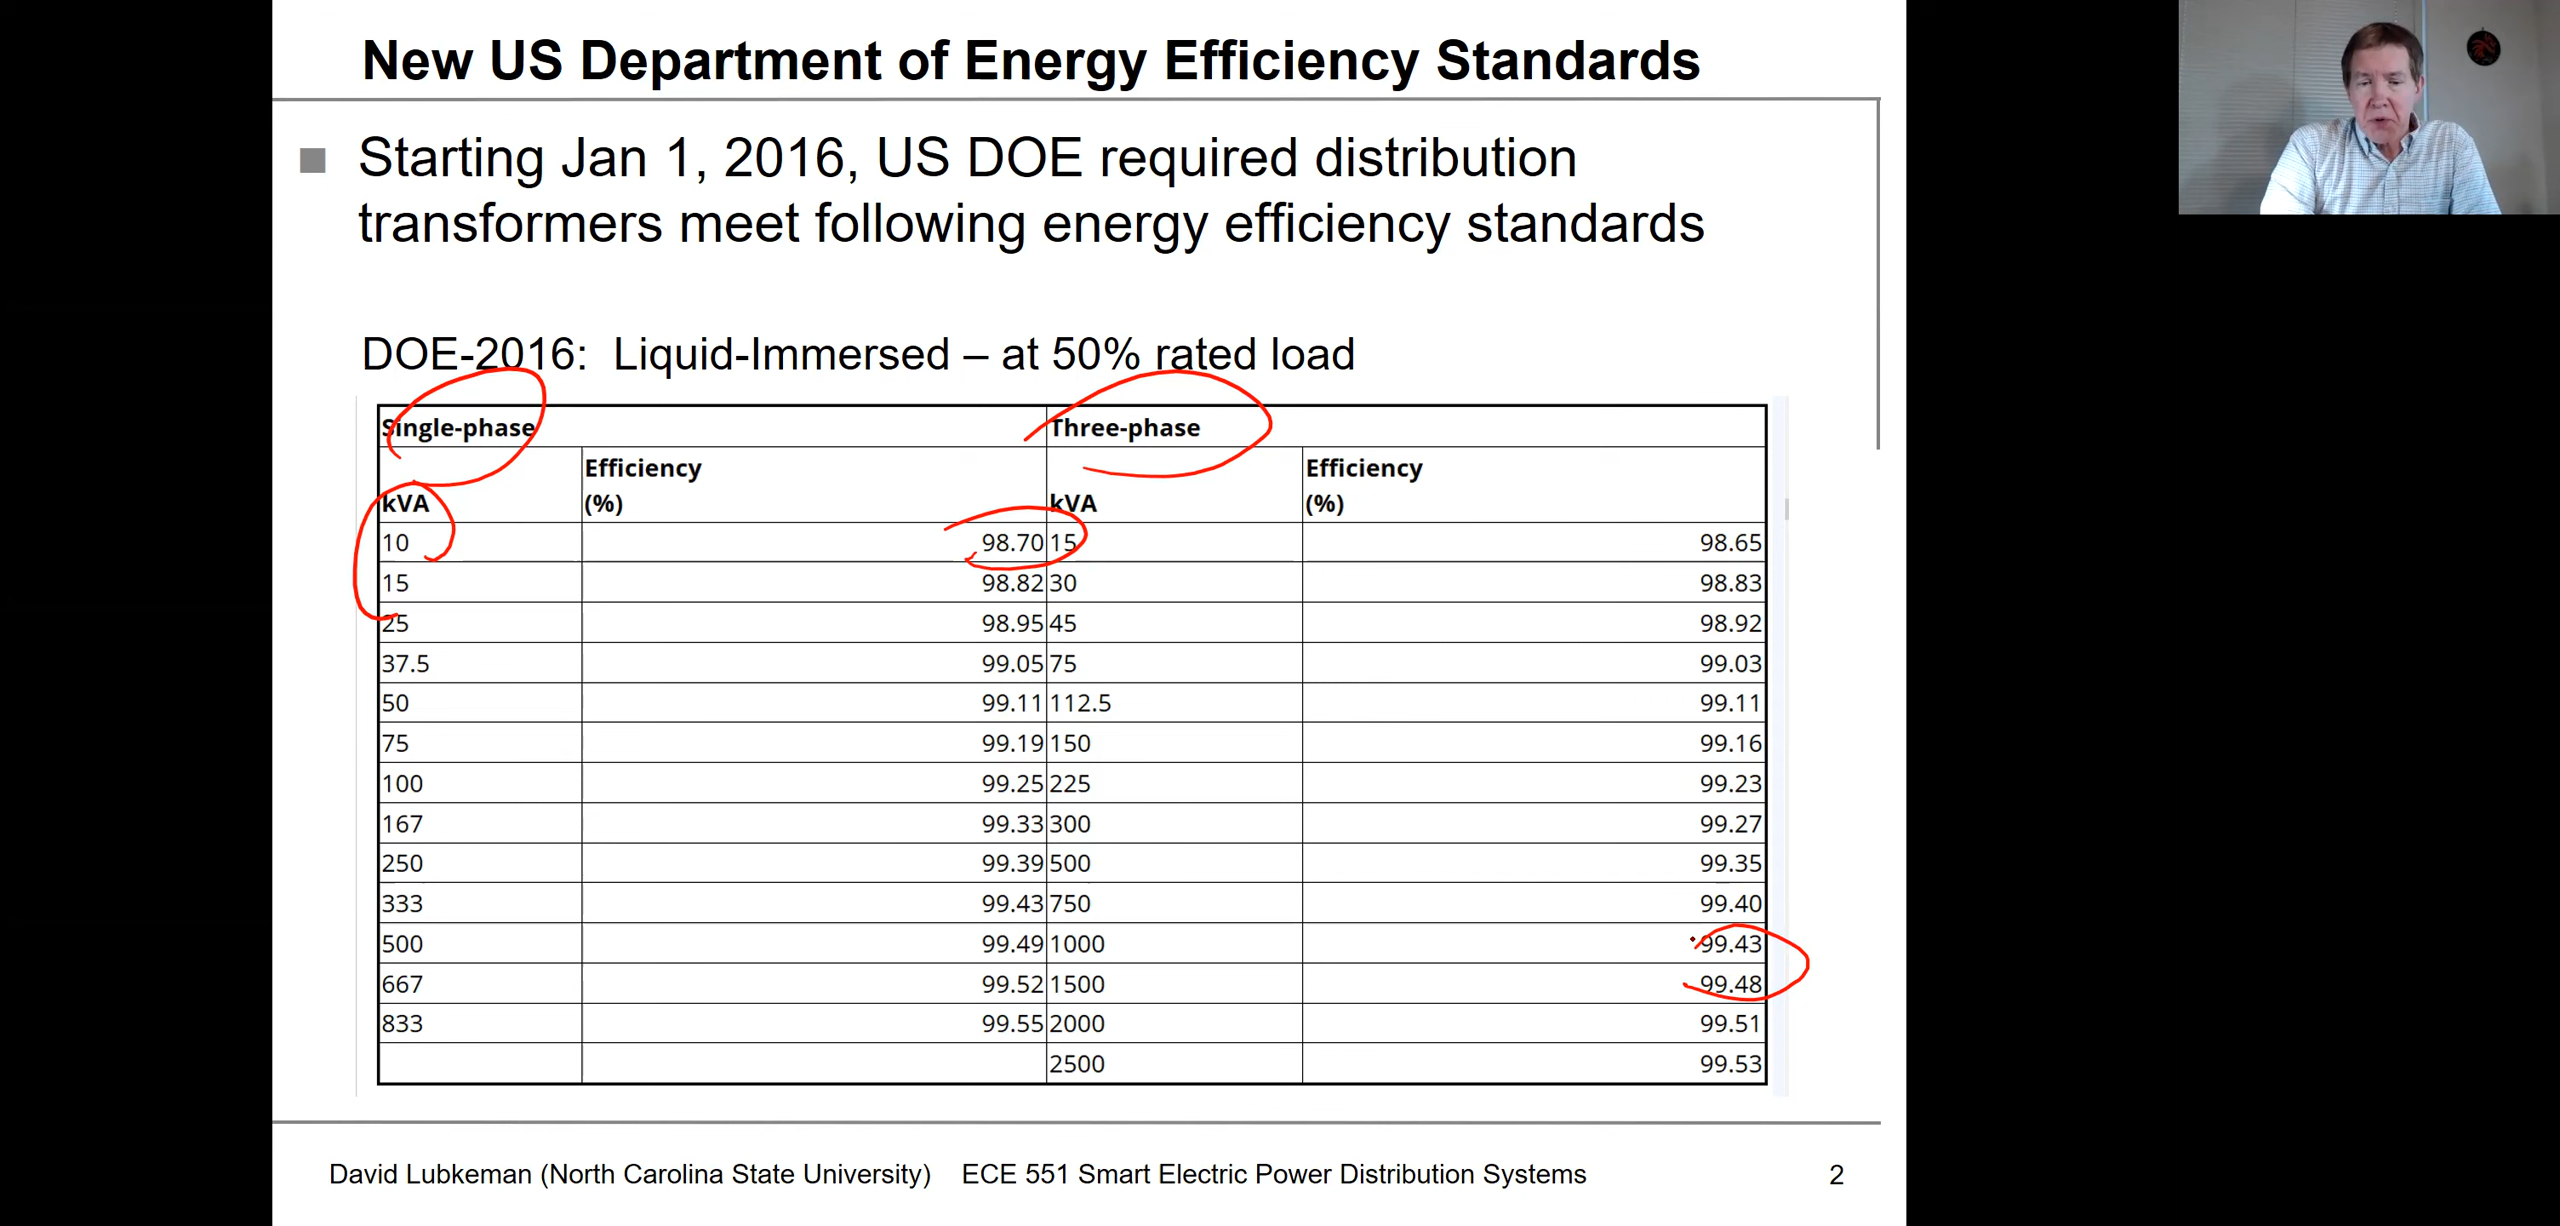 New US Department of Energy Efficiency Standards
Starting Jan 1, 2016, US DOE required distribution
transformers meet following energy efficiency standards
DOE-2016: Liquid-Immersed – at 50% rated load
Single-phase Three-phase
Efficiency Efficiency
kVA (%) kVA (%)
10 98.70 15 98.65
15 98.82 30 98.83
25 98.95 45 98.92
37.5 99.05 75 99.03
50 99.11 112.5 99.11
75 99.19 150 99.16
100 99.25 225 99.23
167 99.33 300 99.27
250 99.39 500 99.35
333 99.43 750 99.40
500 99.49 1000 99.43
667 99.52 1500 99.48
833 99.55 2000 99.51
2500 99.53
David Lubkeman (North Carolina State University) ECE 551 Smart Electric Power Distribution Systems 2